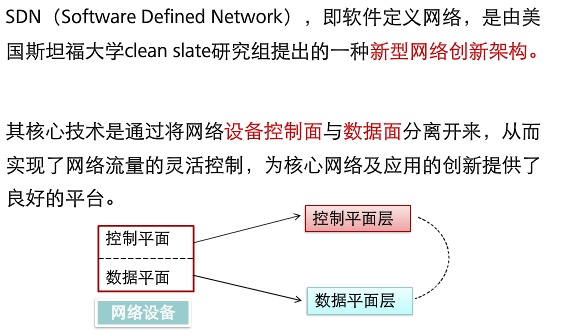 SDN（Software Defined Network），即软件定义网络，是由美
国斯坦福大学clean slate研究组提出的一种新型网络创新架构。
其核心技术是通过将网络设备控制面与数据面分离开来，从而
实现了网络流量的灵活控制，为核心网络及应用的创新提供了
良好的平台。
控制平面
数据平面
网络设备
控制平面层
数据平面层